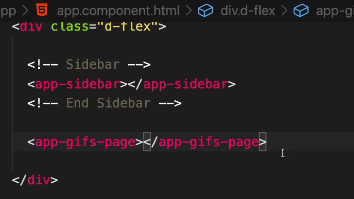 pp > app.component.html > div.d-flex > app-g
<div class="d-flex">
<!-- Sidebar -->
<app-sidebar></app-sidebar>
<!-- End Sidebar -->
<app-gifs-page></app-gifs-page>
</div>